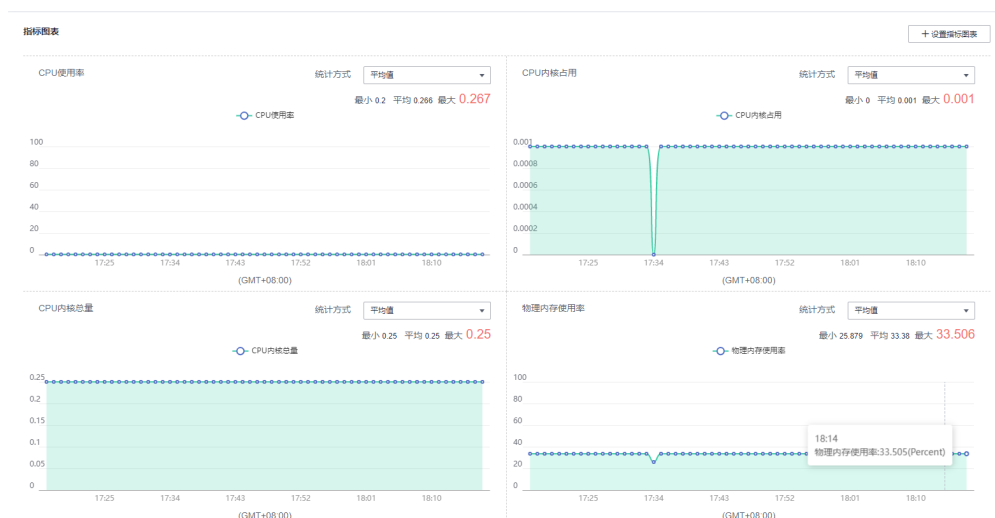 指标图表
+ 设置指标图表
CPU使用率
统计方式 平均值
最小 0.2 平均 0.266 最大 0.267
CPU使用率
100
80
60
40
20
0
17:25 17:34 17:43 17:52 18:01 18:10
(GMT+08:00)
CPU内核占用
统计方式 平均值
最小 0 平均 0.001 最大 0.001
CPU内核占用
0.001
0.0008
0.0006
0.0004
0.0002
0
17:25 17:34 17:43 17:52 18:01 18:10
(GMT+08:00)
CPU内核总量
统计方式 平均值
最小 0.25 平均 0.25 最大 0.25
CPU内核总量
0.25
0.2
0.15
0.1
0.05
0
17:25 17:34 17:43 17:52 18:01 18:10
(GMT+08:00)
物理内存使用率
统计方式 平均值
最小 25.879 平均 33.38 最大 33.506
物理内存使用率
100
80
60
40
20
0
18:14
物理内存使用率:33.505(Percent)
17:25 17:34 17:43 17:52 18:01 18:10
(GMT+08:00)